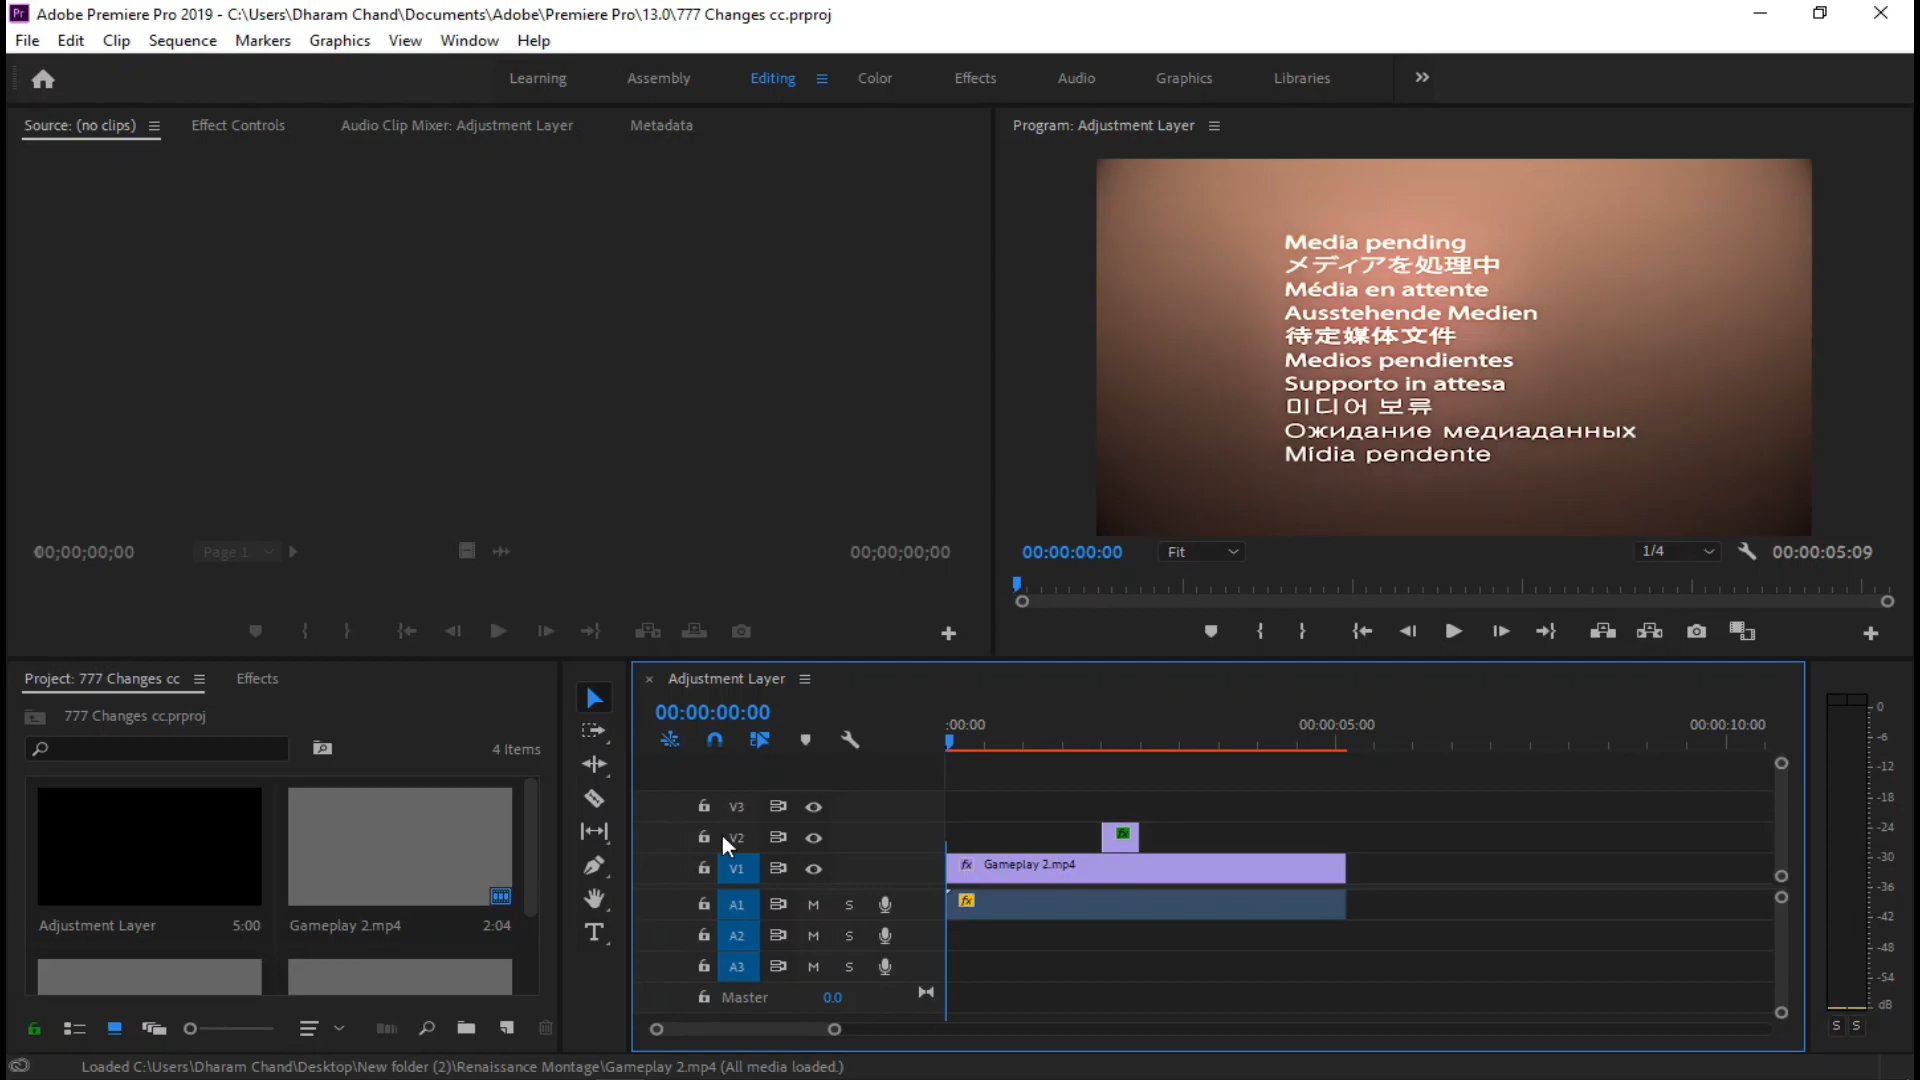 Adobe Premiere Pro 2019 - C:\Users\Dharam Chand\Documents\Adobe\Premiere Pro\13.0\777 Changes cc.prproj
File Edit Clip Sequence Markers Graphics View Window Help
Learning Assembly Editing Color Effects Audio Graphics Libraries
Source: (no clips) Effect Controls Audio Clip Mixer: Adjustment Layer Metadata
Program: Adjustment Layer
Media pending
メディアを処理中
Média en attente
Ausstehende Medien
待定媒体文件
Medios pendientes
Supporto in attesa
미디어 보류
Ожидание медиаданных
Mídia pendente
00;00;00;00 Page 1 00;00;00;00
00:00:00:00 Fit 1/4 00:00:05:09
Project: 777 Changes cc Effects
777 Changes cc.prproj
4 Items
Adjustment Layer 5:00
Gameplay 2.mp4 2:04
Adjustment Layer
00:00:00:00
:00:00 00:00:05:00 00:00:10:00
V3
V2 fx
V1 fx Gameplay 2.mp4
A1 M S fx
A2 M S
A3 M S
Master 0.0
0
-6
-12
-18
-24
-30
-36
-42
-48
-54
dB
S S
Loaded C:\Users\Dharam Chand\Desktop\New folder (2)\Renaissance Montage\Gameplay 2.mp4 (All media loaded.)